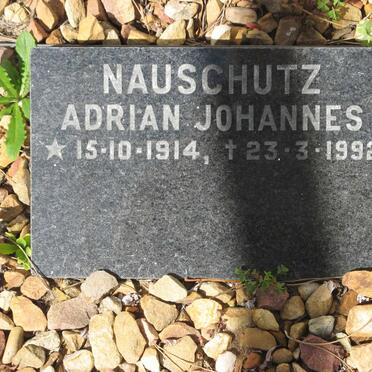 NAUSCHUTZ
ADRIAN JOHANNES
★ 15-10-1914, † 23-3-1992